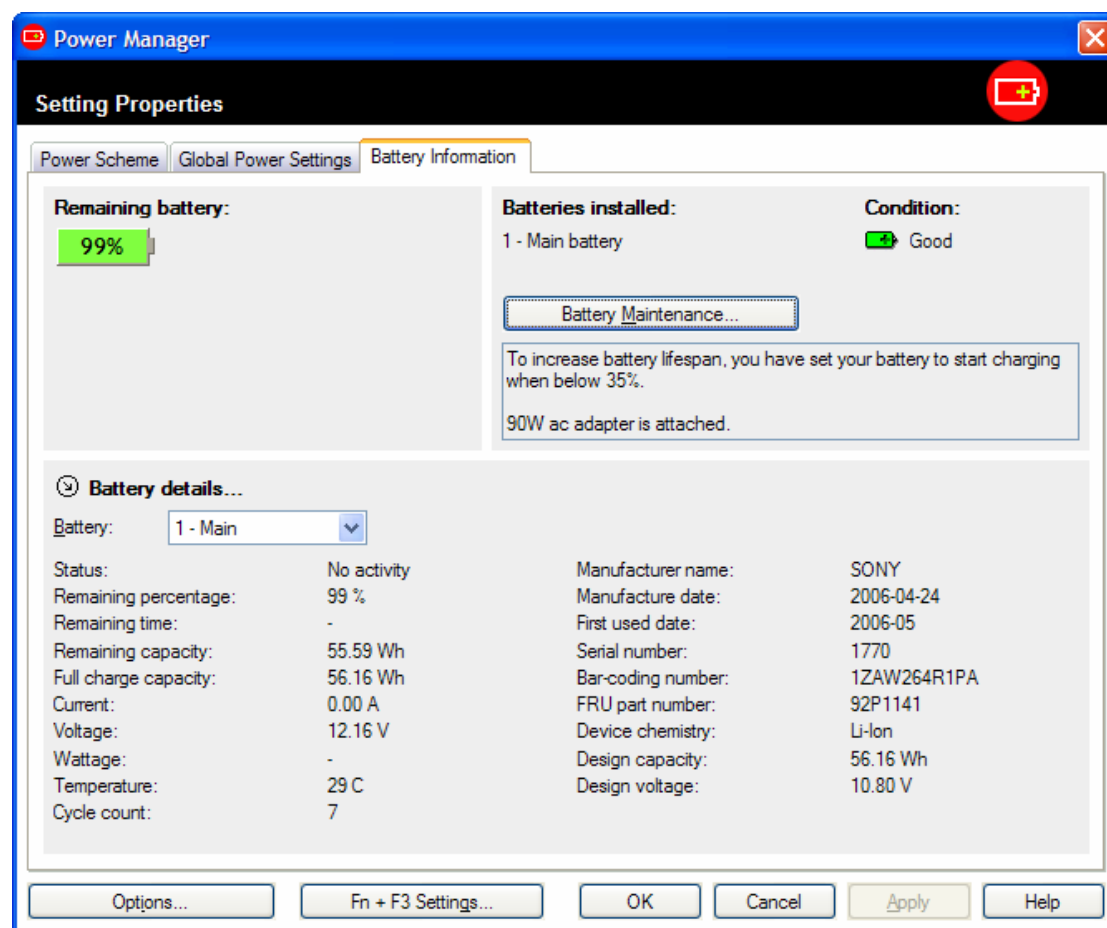 Power Manager
Setting Properties
Power Scheme Global Power Settings Battery Information
Remaining battery:
99%
Batteries installed: Condition:
1 - Main battery Good
Battery Maintenance...
To increase battery lifespan, you have set your battery to start charging
when below 35%.
90W ac adapter is attached.
Battery details...
Battery: 1 - Main
Status: No activity Manufacturer name: SONY
Remaining percentage: 99 % Manufacture date: 2006-04-24
Remaining time: - First used date: 2006-05
Remaining capacity: 55.59 Wh Serial number: 1770
Full charge capacity: 56.16 Wh Bar-coding number: 1ZAW264R1PA
Current: 0.00 A FRU part number: 92P1141
Voltage: 12.16 V Device chemistry: Li-Ion
Wattage: - Design capacity: 56.16 Wh
Temperature: 29 C Design voltage: 10.80 V
Cycle count: 7
Options... Fn + F3 Settings... OK Cancel Apply Help